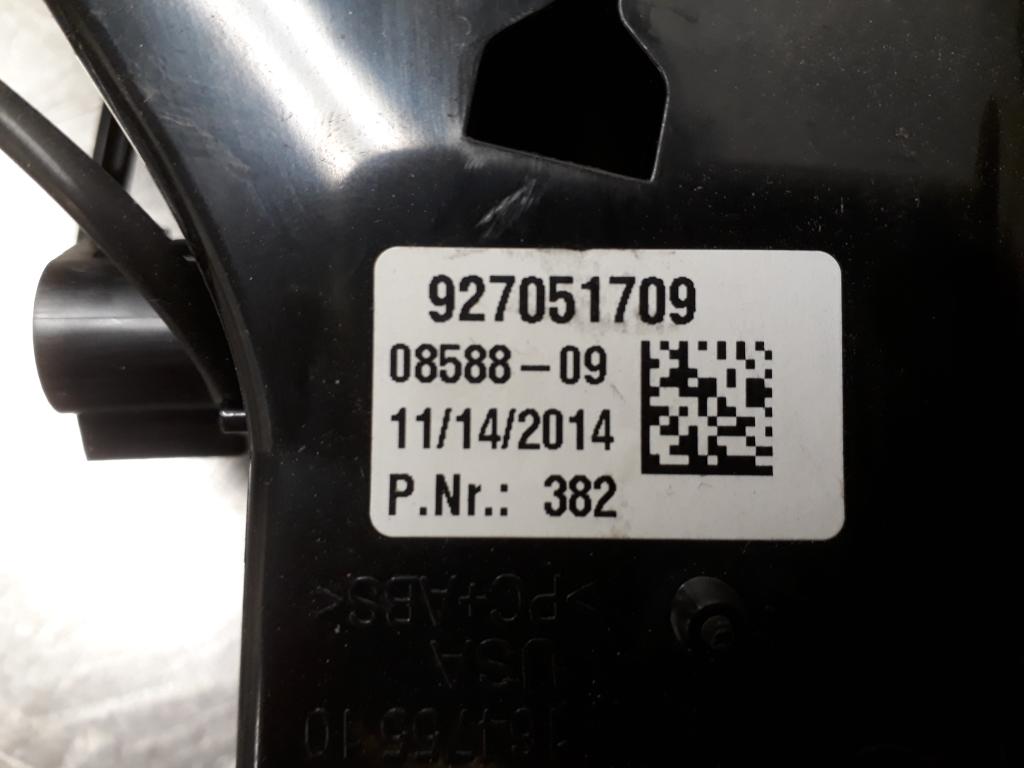 927051709
08588-09
11/14/2014
P.Nr.: 382
>PC+ABS<
USA